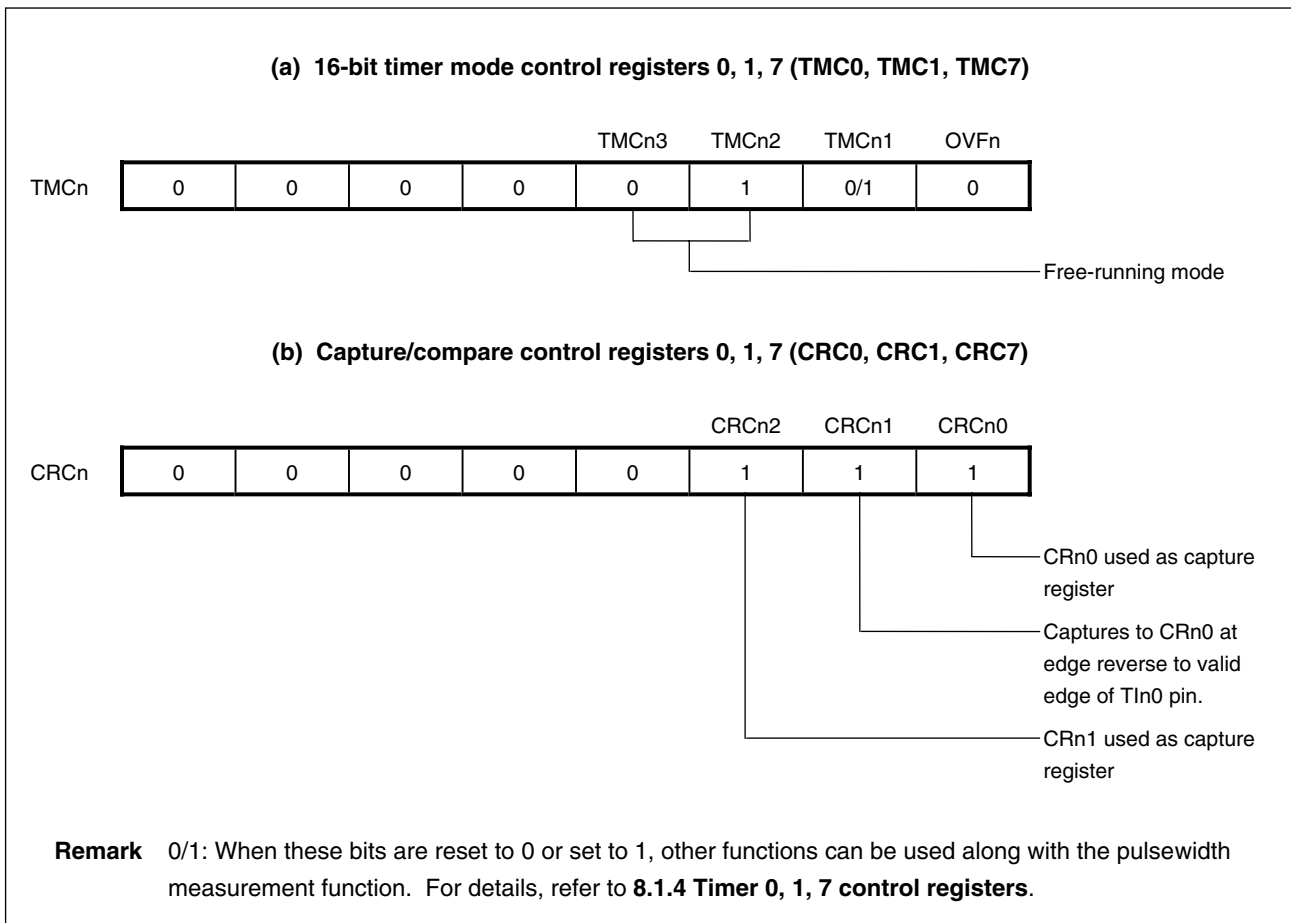 (a) 16-bit timer mode control registers 0, 1, 7 (TMC0, TMC1, TMC7)
TMCn3 TMCn2 TMCn1 OVFn
TMCn 0 0 0 0 0 1 0/1 0
Free-running mode
(b) Capture/compare control registers 0, 1, 7 (CRC0, CRC1, CRC7)
CRCn2 CRCn1 CRCn0
CRCn 0 0 0 0 0 1 1 1
CRn0 used as capture
register
Captures to CRn0 at
edge reverse to valid
edge of TIn0 pin.
CRn1 used as capture
register
Remark 0/1: When these bits are reset to 0 or set to 1, other functions can be used along with the pulsewidth
measurement function. For details, refer to 8.1.4 Timer 0, 1, 7 control registers.